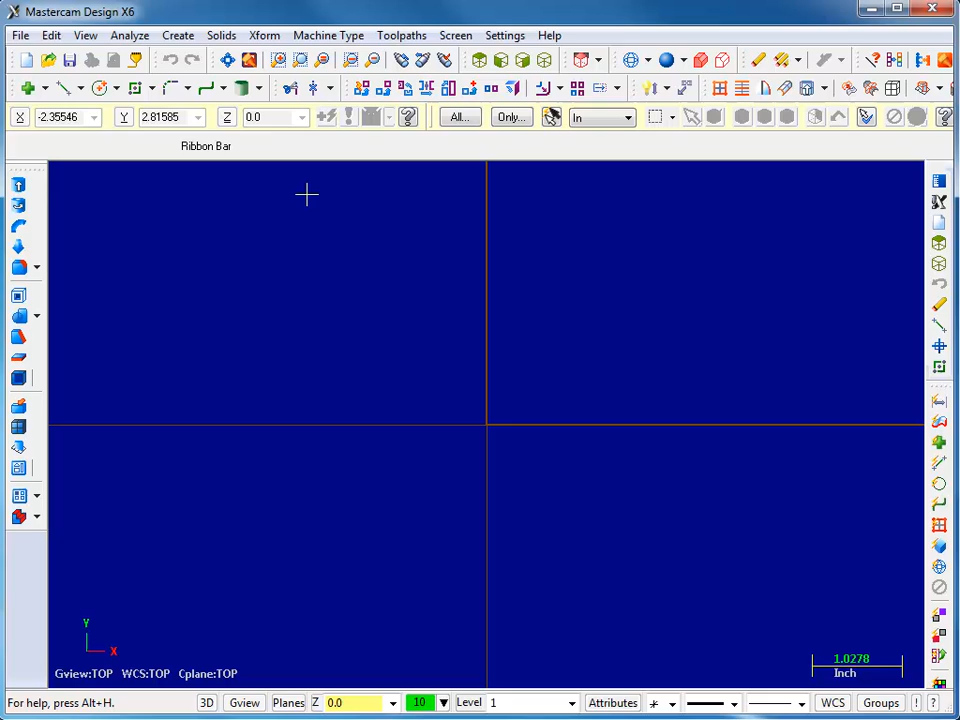 Mastercam Design X6
File Edit View Analyze Create Solids Xform Machine Type Toolpaths Screen Settings Help
X -2.35546 Y 2.81585 Z 0.0 All... Only... In
Ribbon Bar
Y
X
Gview:TOP WCS:TOP Cplane:TOP
1.0278
Inch
For help, press Alt+H. 3D Gview Planes Z 0.0 10 Level 1 Attributes WCS Groups ! ?